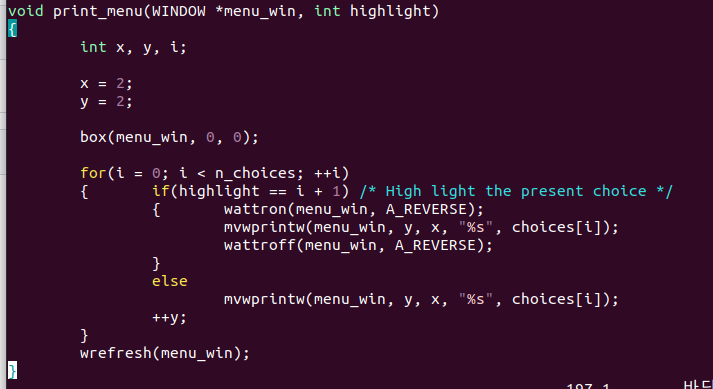 void print_menu(WINDOW *menu_win, int highlight)
{
        int x, y, i;

        x = 2;
        y = 2;

        box(menu_win, 0, 0);

        for(i = 0; i < n_choices; ++i)
        {       if(highlight == i + 1) /* High light the present choice */
                {       wattron(menu_win, A_REVERSE);
                        mvwprintw(menu_win, y, x, "%s", choices[i]);
                        wattroff(menu_win, A_REVERSE);
                }
                else
                        mvwprintw(menu_win, y, x, "%s", choices[i]);
                ++y;
        }
        wrefresh(menu_win);
}